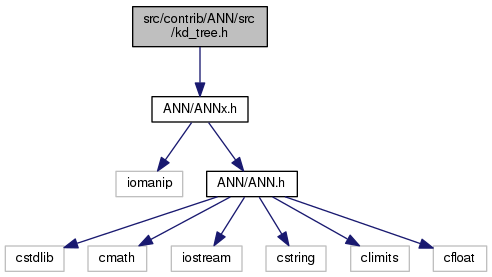 src/contrib/ANN/src
/kd_tree.h
ANN/ANNx.h
iomanip
ANN/ANN.h
cstdlib
cmath
iostream
cstring
climits
cfloat